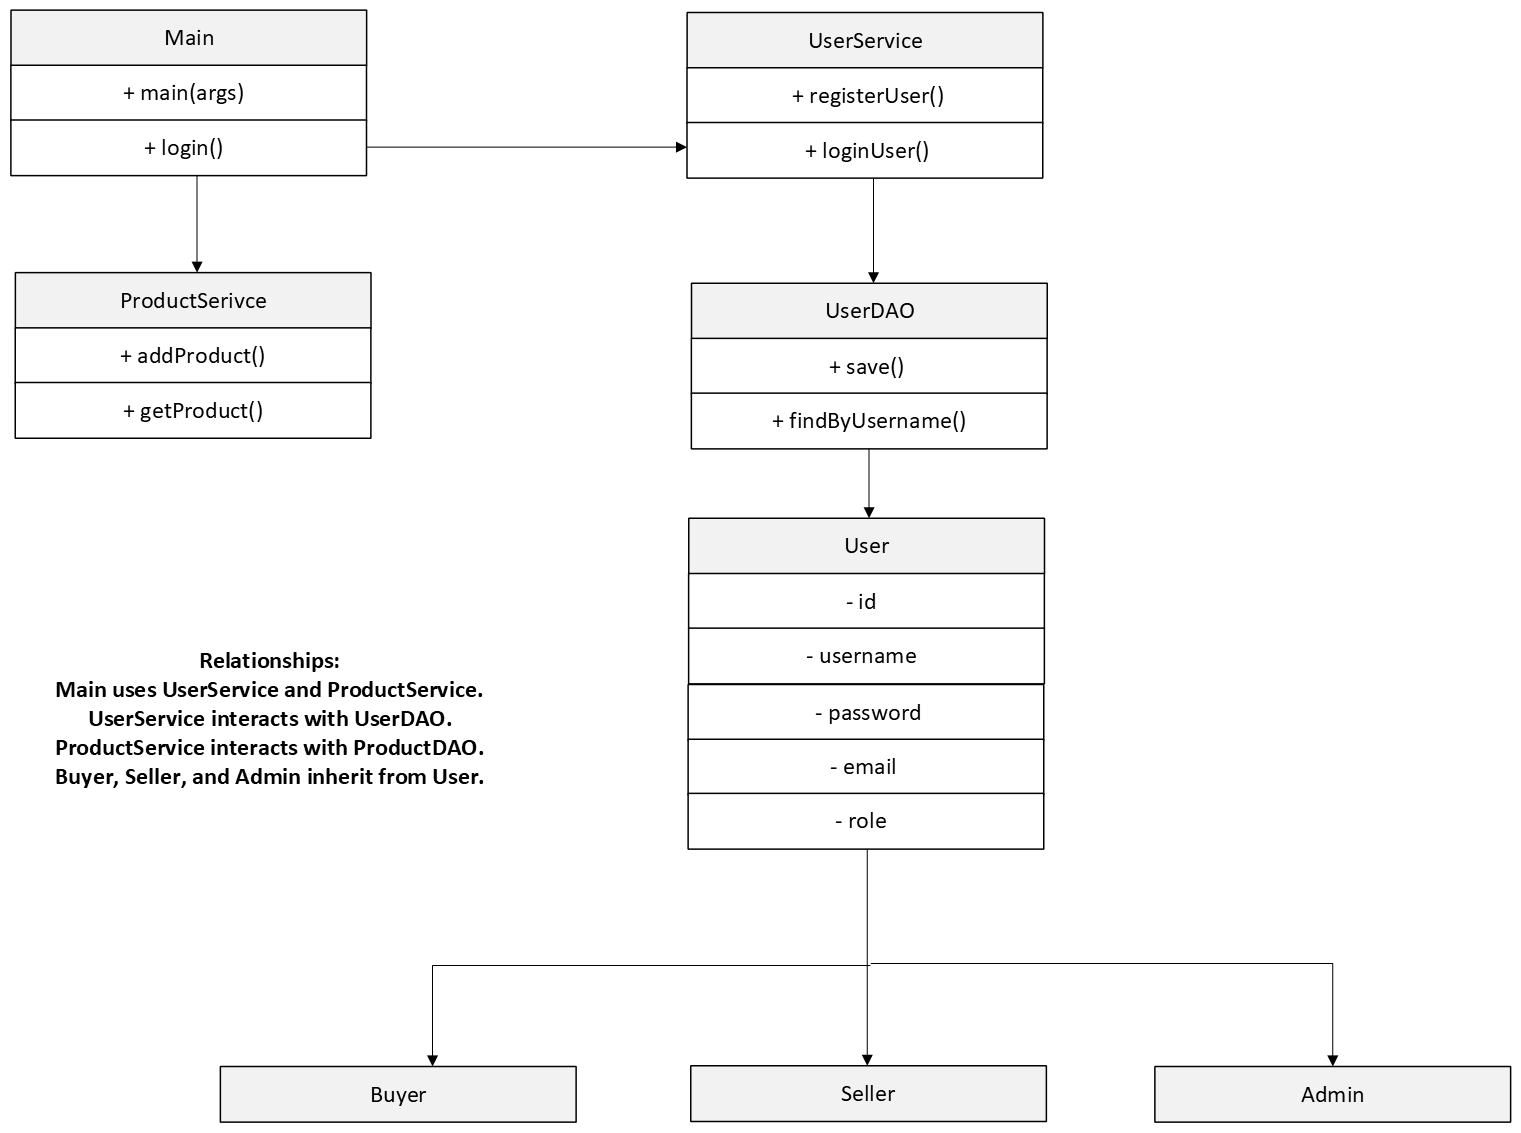 Main
+ main(args)
+ login()
UserService
+ registerUser()
+ loginUser()
ProductSerivce
+ addProduct()
+ getProduct()
UserDAO
+ save()
+ findByUsername()
User
- id
- username
- password
- email
- role
Relationships:
Main uses UserService and ProductService.
UserService interacts with UserDAO.
ProductService interacts with ProductDAO.
Buyer, Seller, and Admin inherit from User.
Buyer
Seller
Admin